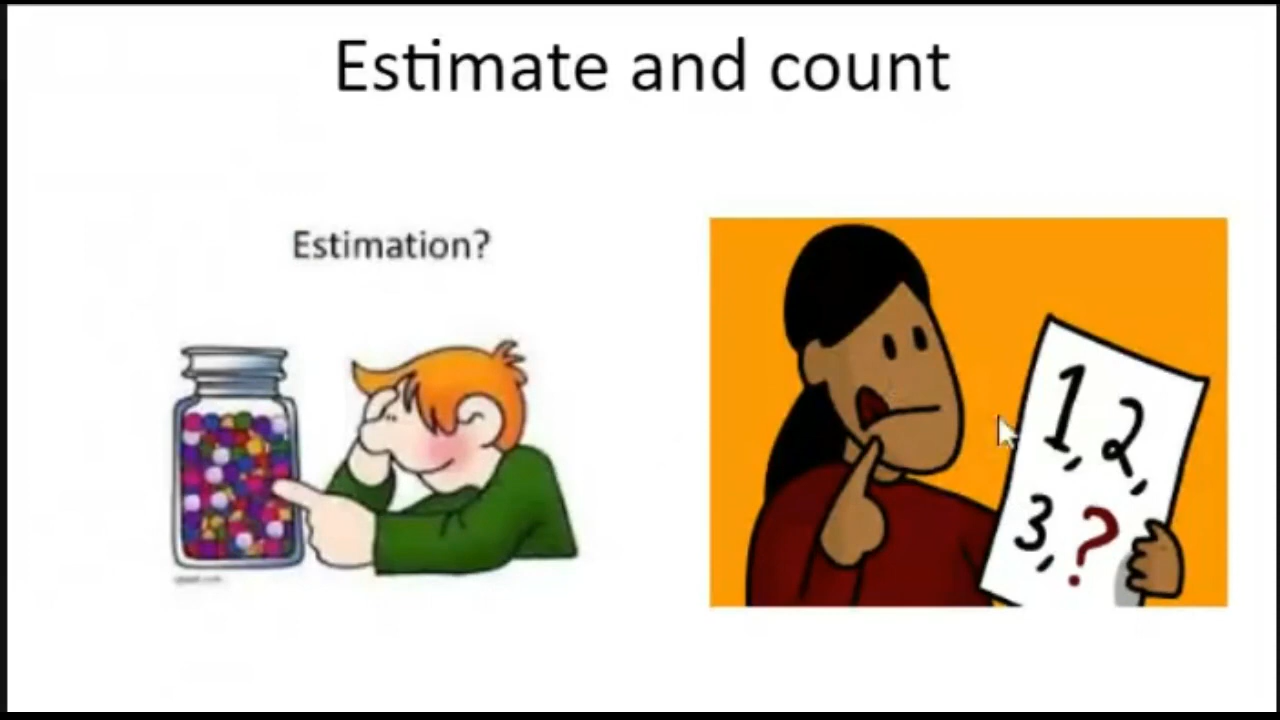 Estimate and count
Estimation?
1, 2,
3, ?